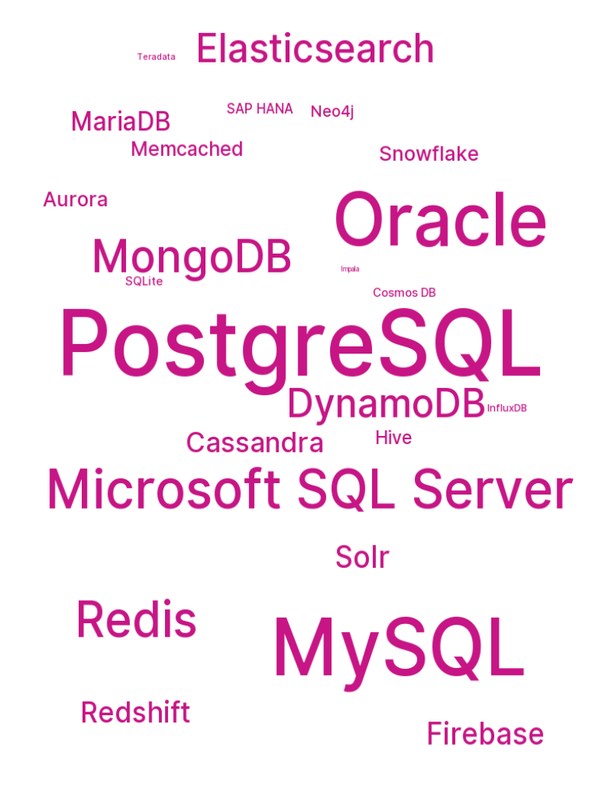 Elasticsearch
Teradata
SAP HANA
Neo4j
MariaDB
Memcached
Snowflake
Aurora
Oracle
MongoDB
Impala
SQLite
Cosmos DB
PostgreSQL
DynamoDB
InfluxDB
Hive
Cassandra
Microsoft SQL Server
Solr
Redis
MySQL
Redshift
Firebase